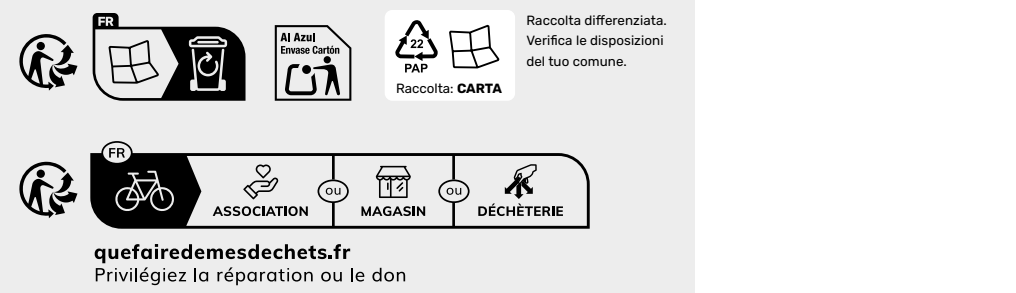 FR
Al Azul
Envase Cartón
22
PAP
Raccolta: CARTA
Raccolta differenziata.
Verifica le disposizioni
del tuo comune.
FR
ASSOCIATION
ou
MAGASIN
ou
DÉCHÈTERIE
quefairedemesdechets.fr
Privilégiez la réparation ou le don